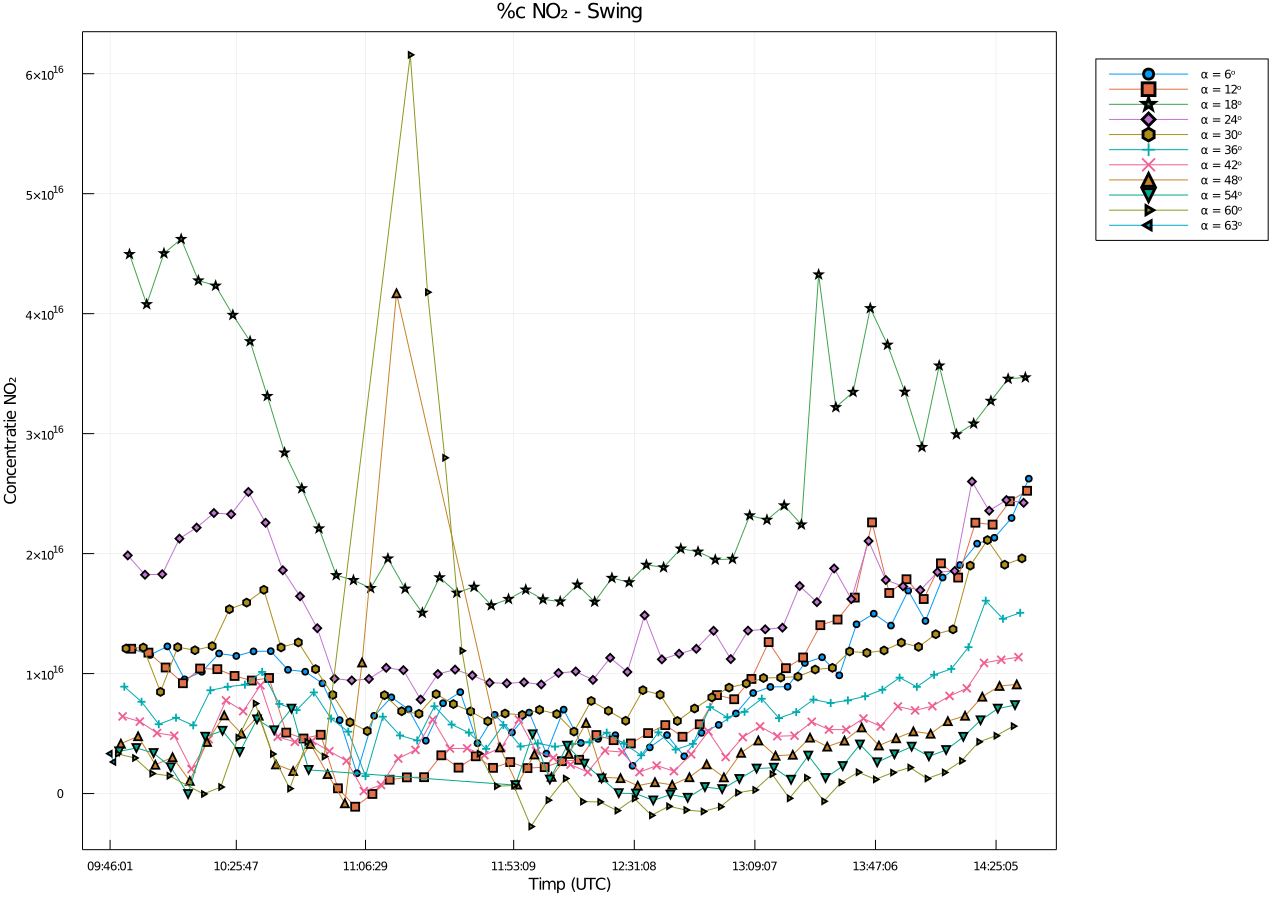 %c NO₂ - Swing
6×10¹⁶
5×10¹⁶
4×10¹⁶
3×10¹⁶
2×10¹⁶
1×10¹⁶
0
Concentratie NO₂
09:46:01 10:25:47 11:06:29 11:53:09 12:31:08 13:09:07 13:47:06 14:25:05
Timp (UTC)
α = 6º
α = 12º
α = 18º
α = 24º
α = 30º
α = 36º
α = 42º
α = 48º
α = 54º
α = 60º
α = 63º